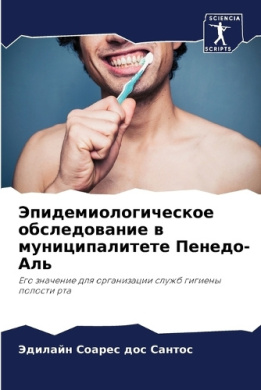 SCIENCIA
SCRIPTS
Эпидемиологическое
обследование в
муниципалитете Пенедо-
Аль
Его значение для организации служб гигиены
полости рта
Эдилайн Соарес дос Сантос